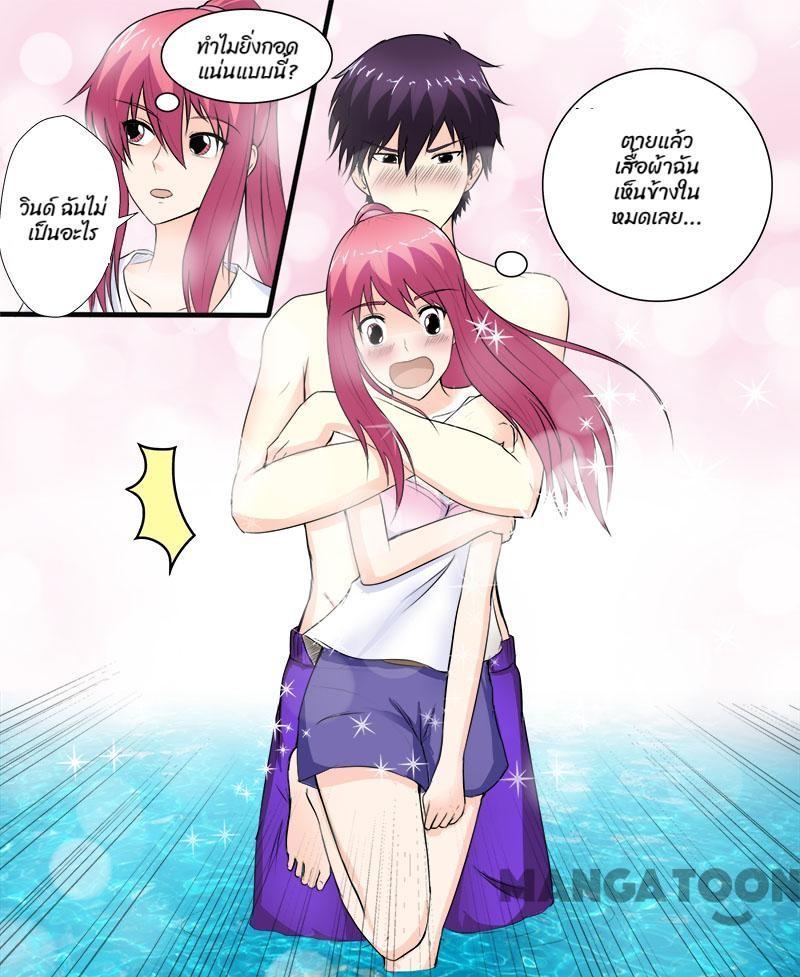 ทำไมยิ่งกอด
แน่นแบบนี้?
วินด์ ฉันไม่
เป็นอะไร
ตายแล้ว
เสื้อผ้าฉัน
เห็นข้างใน
หมดเลย...
MANGATOON